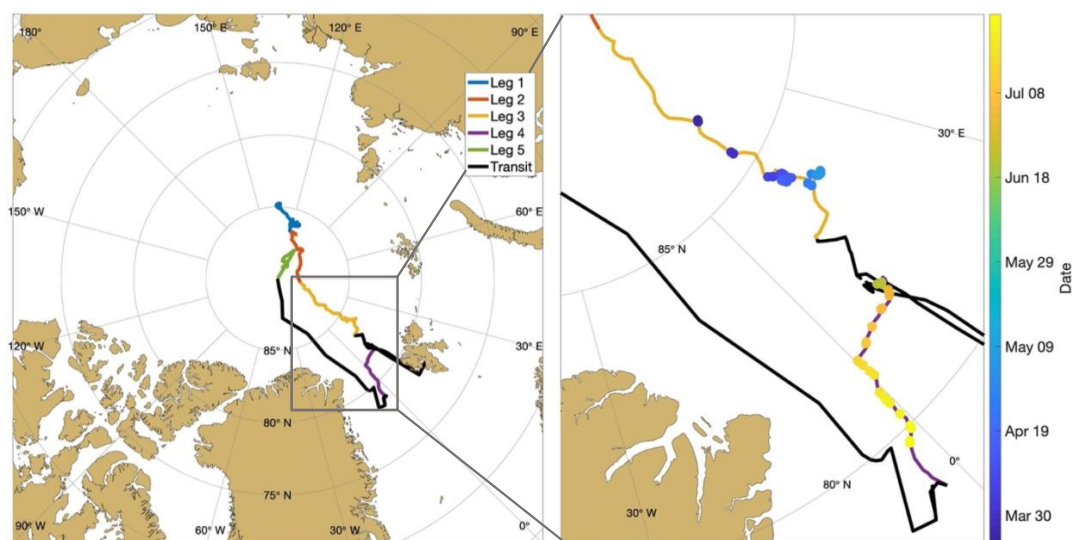 180°
150° E
120° E
90° E
Leg 1
Leg 2
Leg 3
Leg 4
Leg 5
Transit
150° W
60° E
120° W
30° E
85° N
80° N
75° N
90° W
60° W
30° W
0°
30° E
85° N
80° N
0°
30° W
Jul 08
Jun 18
May 29
May 09
Apr 19
Mar 30
Date